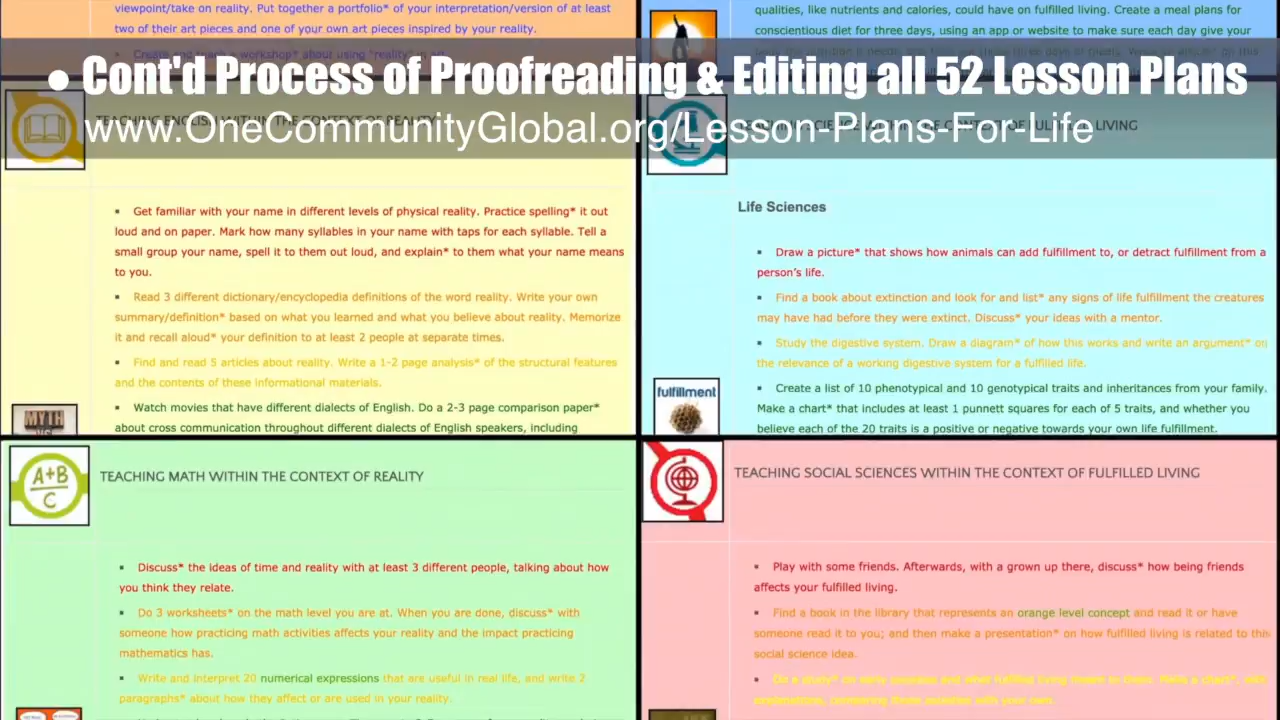 viewpoint/take on reality. Put together a portfolio* of your interpretation/version of at least
two of their art pieces and one of your own art pieces inspired by your reality.
Create and teach a workshop* about using "reality" in art.
qualities, like nutrients and calories, could have on fulfilled living. Create a meal plans for
conscientious diet for three days, using an app or website to make sure each day give your
• Cont'd Process of Proofreading & Editing all 52 Lesson Plans
www.OneCommunityGlobal.org/Lesson-Plans-For-Life
TEACHING ENGLISH WITHIN THE CONTEXT OF REALITY
▪ Get familiar with your name in different levels of physical reality. Practice spelling* it out
loud and on paper. Mark how many syllables in your name with taps for each syllable. Tell a
small group your name, spell it to them out loud, and explain* to them what your name means
to you.
▪ Read 3 different dictionary/encyclopedia definitions of the word reality. Write your own
summary/definition* based on what you learned and what you believe about reality. Memorize
it and recall aloud* your definition to at least 2 people at separate times.
▪ Find and read 5 articles about reality. Write a 1-2 page analysis* of the structural features
and the contents of these informational materials.
▪ Watch movies that have different dialects of English. Do a 2-3 page comparison paper*
about cross communication throughout different dialects of English speakers, including
MYTH
TEACHING SCIENCE WITHIN THE CONTEXT OF FULFILLED LIVING
Life Sciences
▪ Draw a picture* that shows how animals can add fulfillment to, or detract fulfillment from a
person's life.
▪ Find a book about extinction and look for and list* any signs of life fulfillment the creatures
may have had before they were extinct. Discuss* your ideas with a mentor.
▪ Study the digestive system. Draw a diagram* of how this works and write an argument* on
the relevance of a working digestive system for a fulfilled life.
▪ Create a list of 10 phenotypical and 10 genotypical traits and inheritances from your family.
Make a chart* that includes at least 1 punnett squares for each of 5 traits, and whether you
believe each of the 20 traits is a positive or negative towards your own life fulfillment.
fulfillment
A+B
C
TEACHING MATH WITHIN THE CONTEXT OF REALITY
▪ Discuss* the ideas of time and reality with at least 3 different people, talking about how
you think they relate.
▪ Do 3 worksheets* on the math level you are at. When you are done, discuss* with
someone how practicing math activities affects your reality and the impact practicing
mathematics has.
▪ Write and interpret 20 numerical expressions that are useful in real life, and write 2
paragraphs* about how they affect or are used in your reality.
TEACHING SOCIAL SCIENCES WITHIN THE CONTEXT OF FULFILLED LIVING
▪ Play with some friends. Afterwards, with a grown up there, discuss* how being friends
affects your fulfilled living.
▪ Find a book in the library that represents an orange level concept and read it or have
someone read it to you; and then make a presentation* on how fulfilled living is related to this
social science idea.